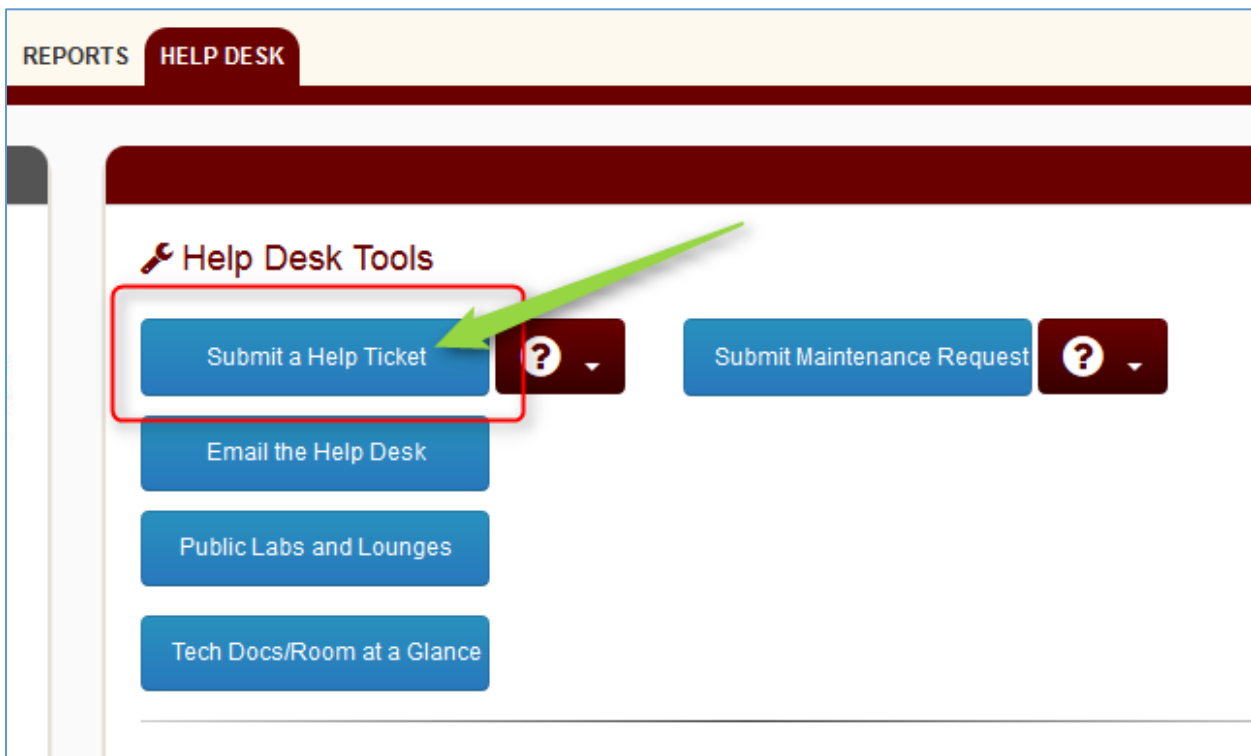 REPORTS HELP DESK
Help Desk Tools
Submit a Help Ticket ? Submit Maintenance Request ?
Email the Help Desk
Public Labs and Lounges
Tech Docs/Room at a Glance